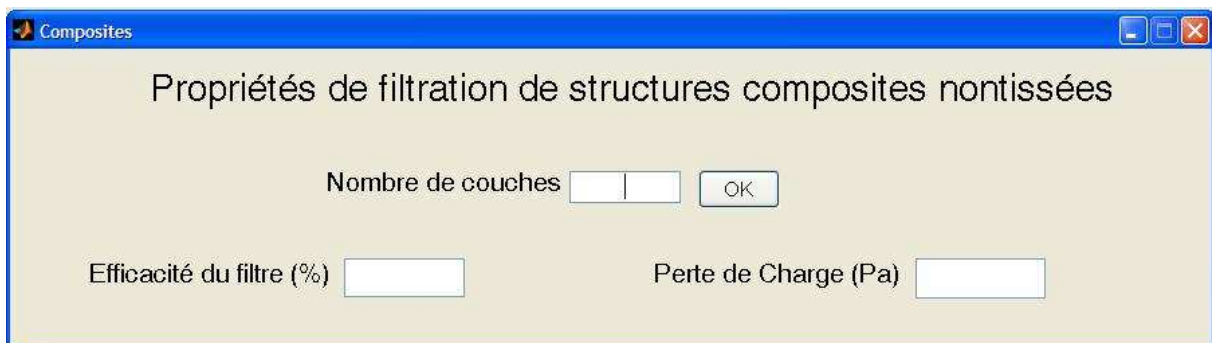 Composites
Propriétés de filtration de structures composites nontissées
Nombre de couches OK
Efficacité du filtre (%) Perte de Charge (Pa)